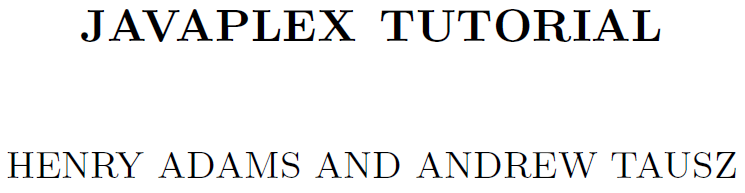 JAVAPLEX TUTORIAL
HENRY ADAMS AND ANDREW TAUSZ